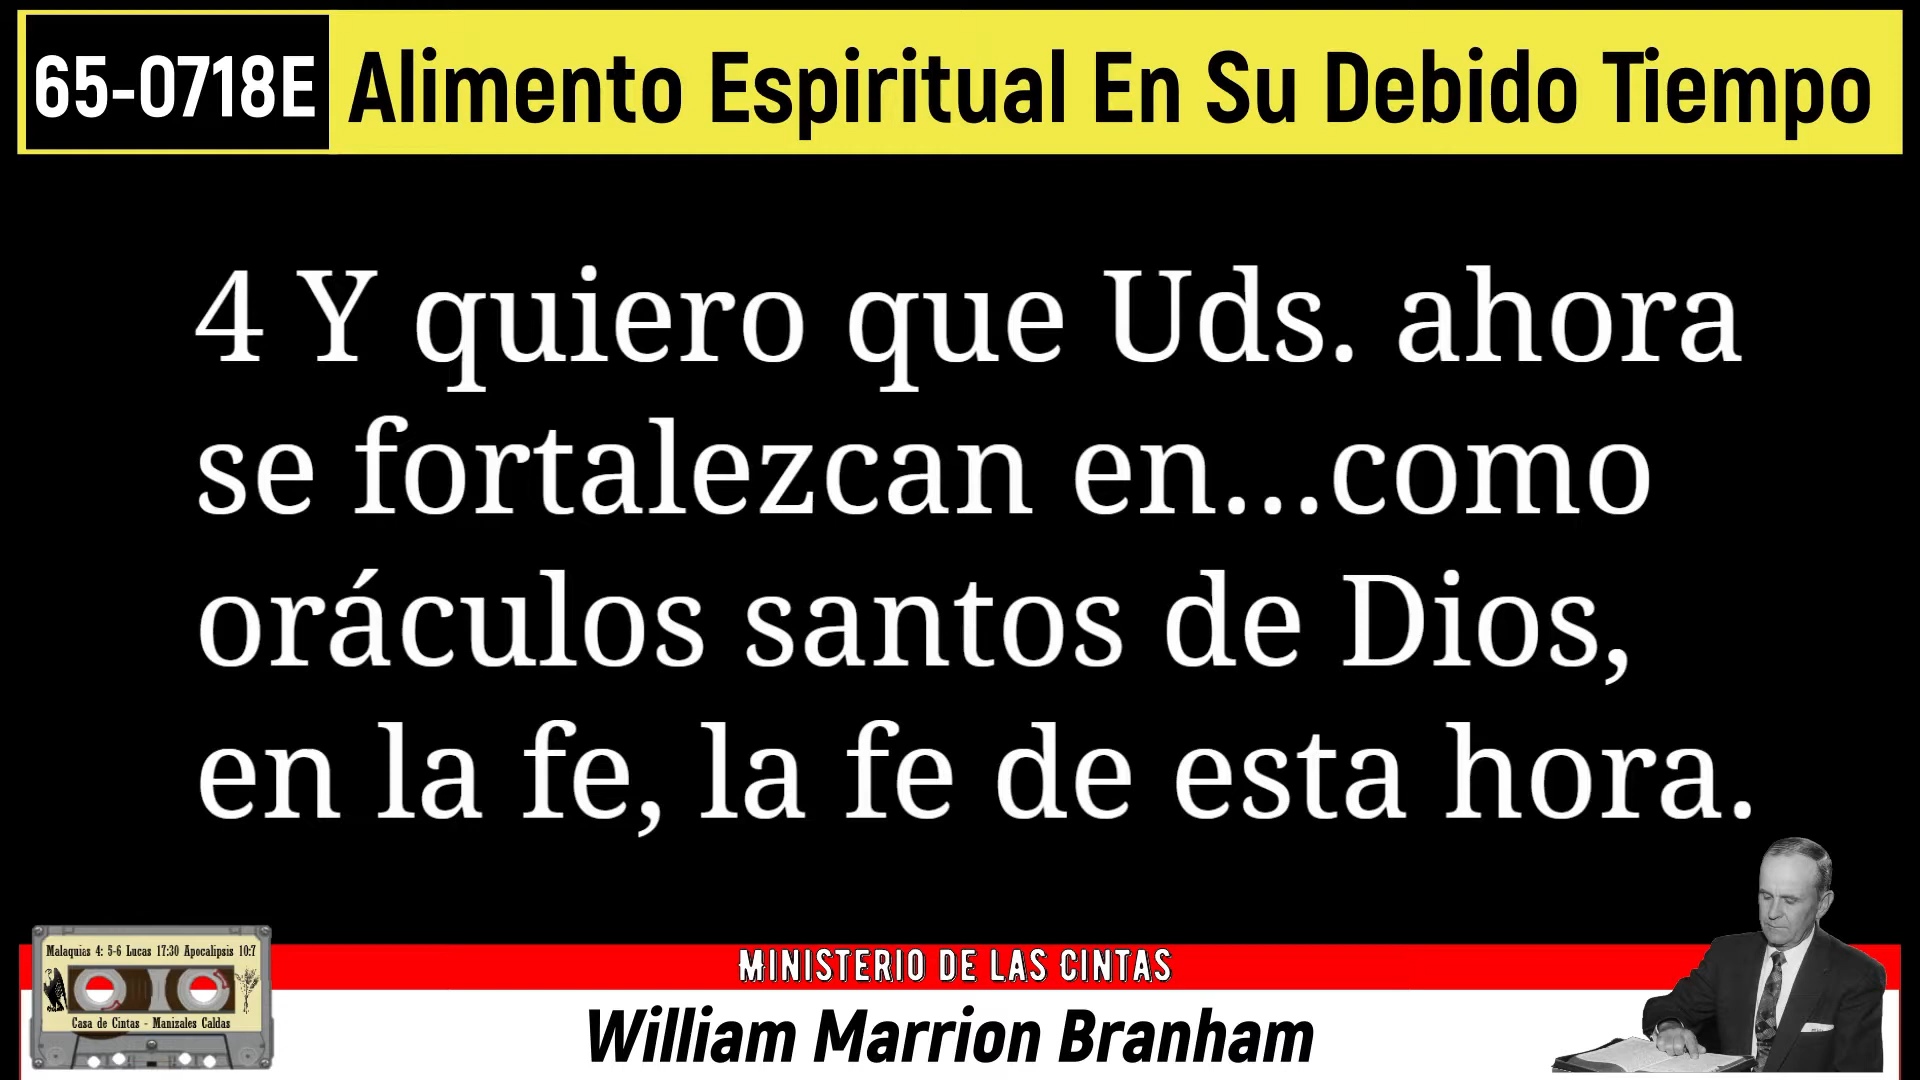 65-0718E Alimento Espiritual En Su Debido Tiempo
4 Y quiero que Uds. ahora
se fortalezcan en...como
oráculos santos de Dios,
en la fe, la fe de esta hora.
MINISTERIO DE LAS CINTAS
William Marrion Branham
Malaquias 4: 5-6 Lucas 17:30 Apocalipsis 10:7
Casa de Cintas - Manizales Caldas